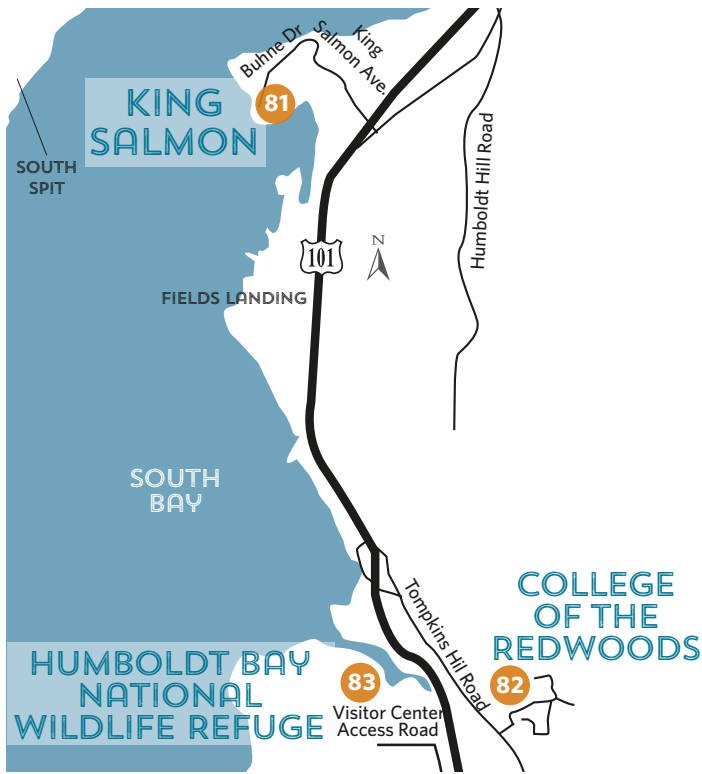 Buhne Dr
King
Salmon Ave.
81
KING
SALMON
SOUTH
SPIT
Humboldt Hill Road
N
101
FIELDS LANDING
SOUTH
BAY
Tompkins Hil Road
COLLEGE
OF THE
REDWOODS
82
HUMBOLDT BAY
NATIONAL
WILDLIFE REFUGE
83
Visitor Center
Access Road